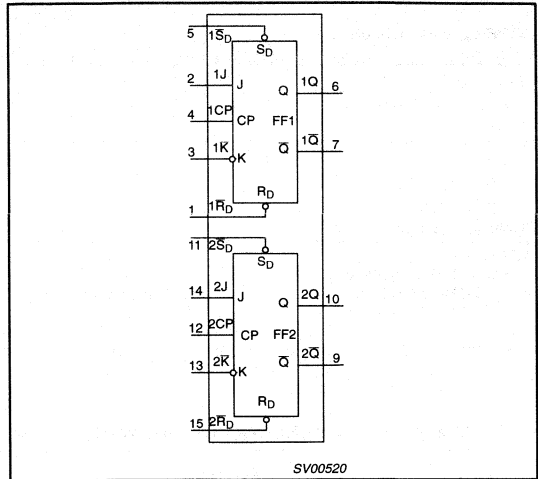 5 1S̅D
SD
2 1J J Q 1Q 6
4 1CP CP FF1
3 1K̅ K Q̅ 1Q̅ 7
RD
1 1R̅D
11 2S̅D
SD
14 2J J Q 2Q 10
12 2CP CP FF2
13 2K̅ K Q̅ 2Q̅ 9
RD
15 2R̅D
SV00520